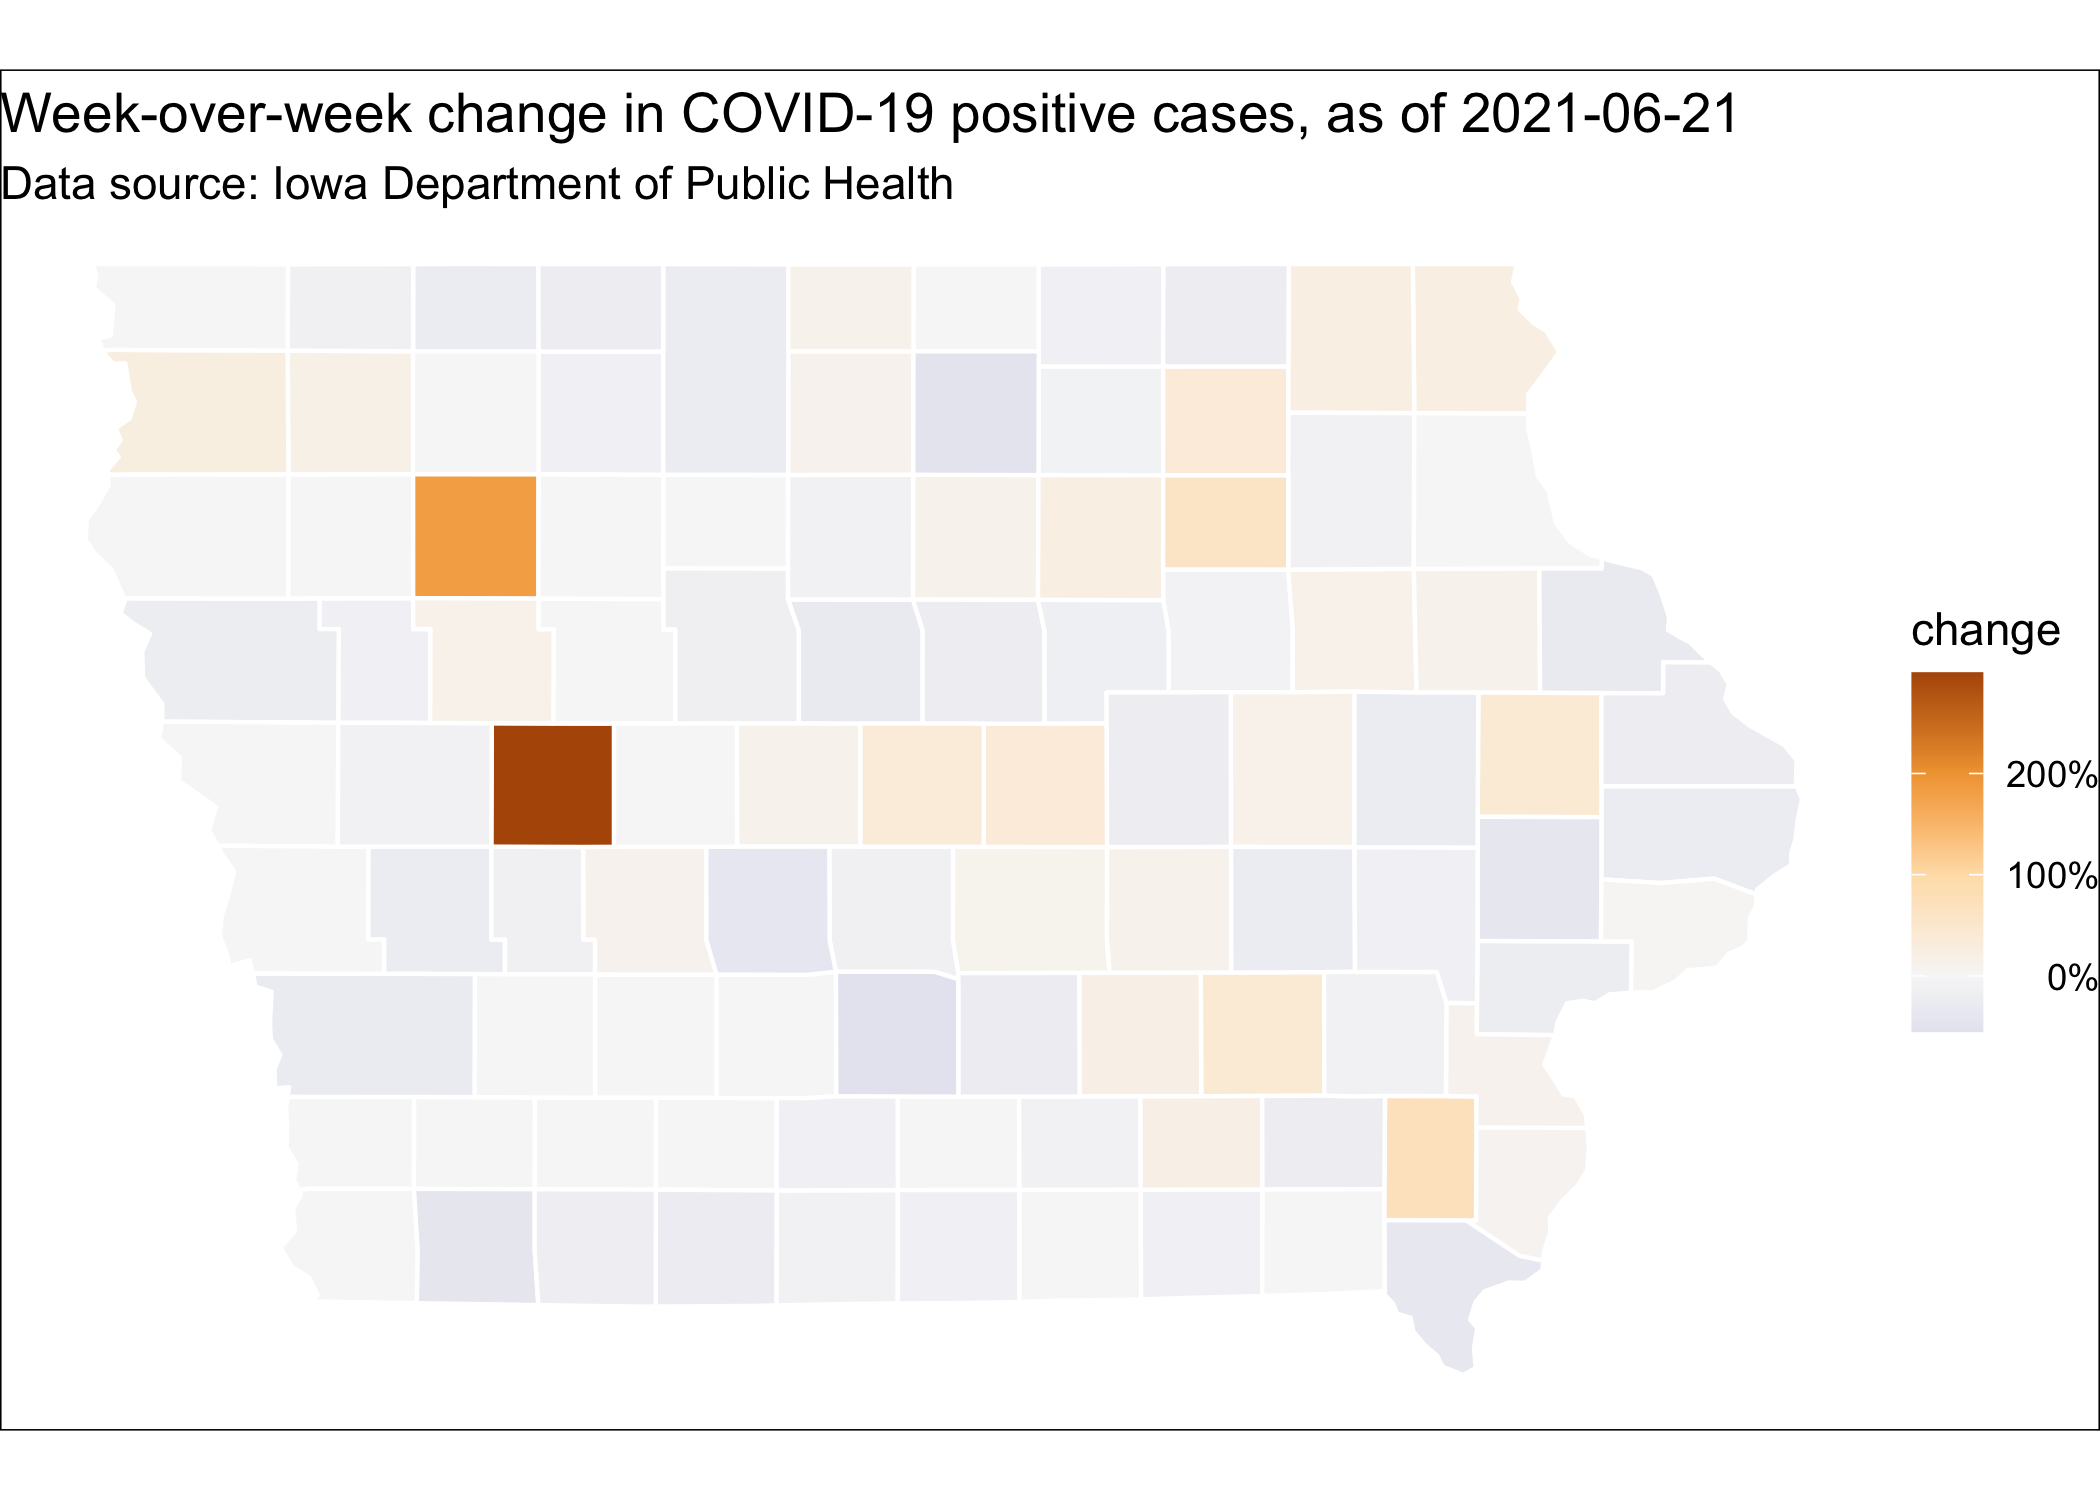 Week-over-week change in COVID-19 positive cases, as of 2021-06-21
Data source: Iowa Department of Public Health
change
200%
100%
0%